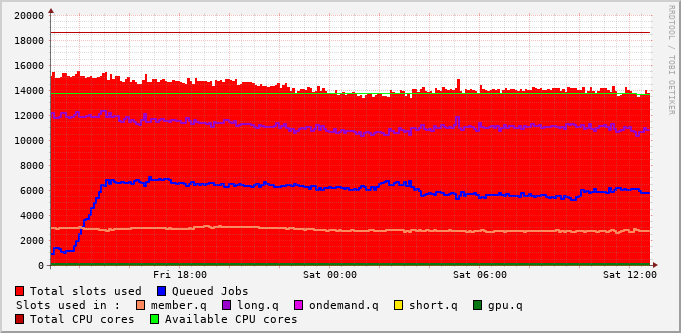 20000
18000
16000
14000
12000
10000
8000
6000
4000
2000
0
Fri 18:00 Sat 00:00 Sat 06:00 Sat 12:00
RRDTOOL / TOBI OETIKER
Total slots used Queued Jobs
Slots used in : member.q long.q ondemand.q short.q gpu.q
Total CPU cores Available CPU cores